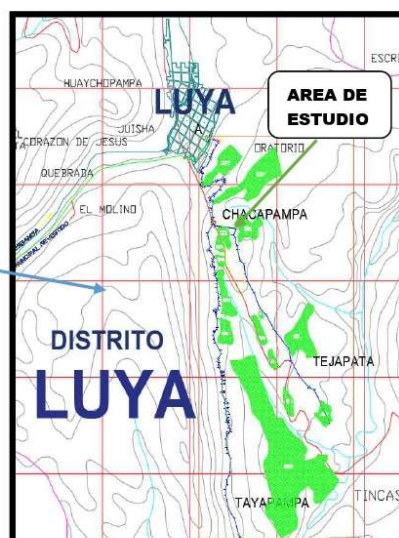 HUAYCHOPAMPA
ESCRI
LUYA
AREA DE
ESTUDIO
JUISHA
A
CORAZON DE JESUS
ORATORIO
QUEBRADA
EL MOLINO
CHACAPAMPA
DISTRITO
LUYA
TEJAPATA
TAYAPAMPA
TINCAS